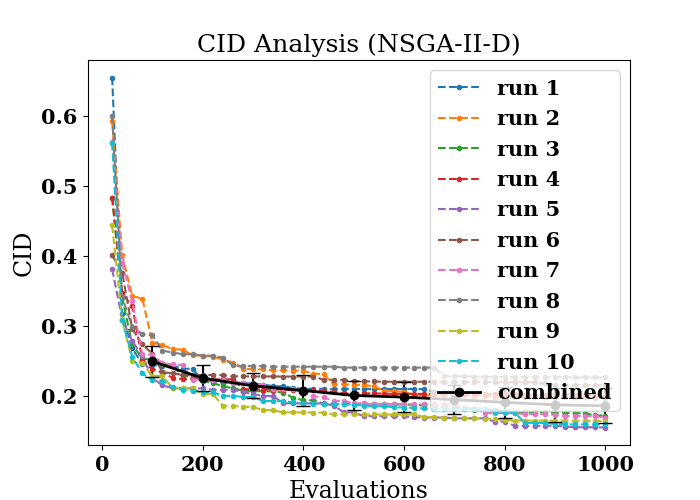 CID Analysis (NSGA-II-D)
CID
0.6
0.5
0.4
0.3
0.2
0
200
400
600
800
1000
Evaluations
run 1
run 2
run 3
run 4
run 5
run 6
run 7
run 8
run 9
run 10
combined